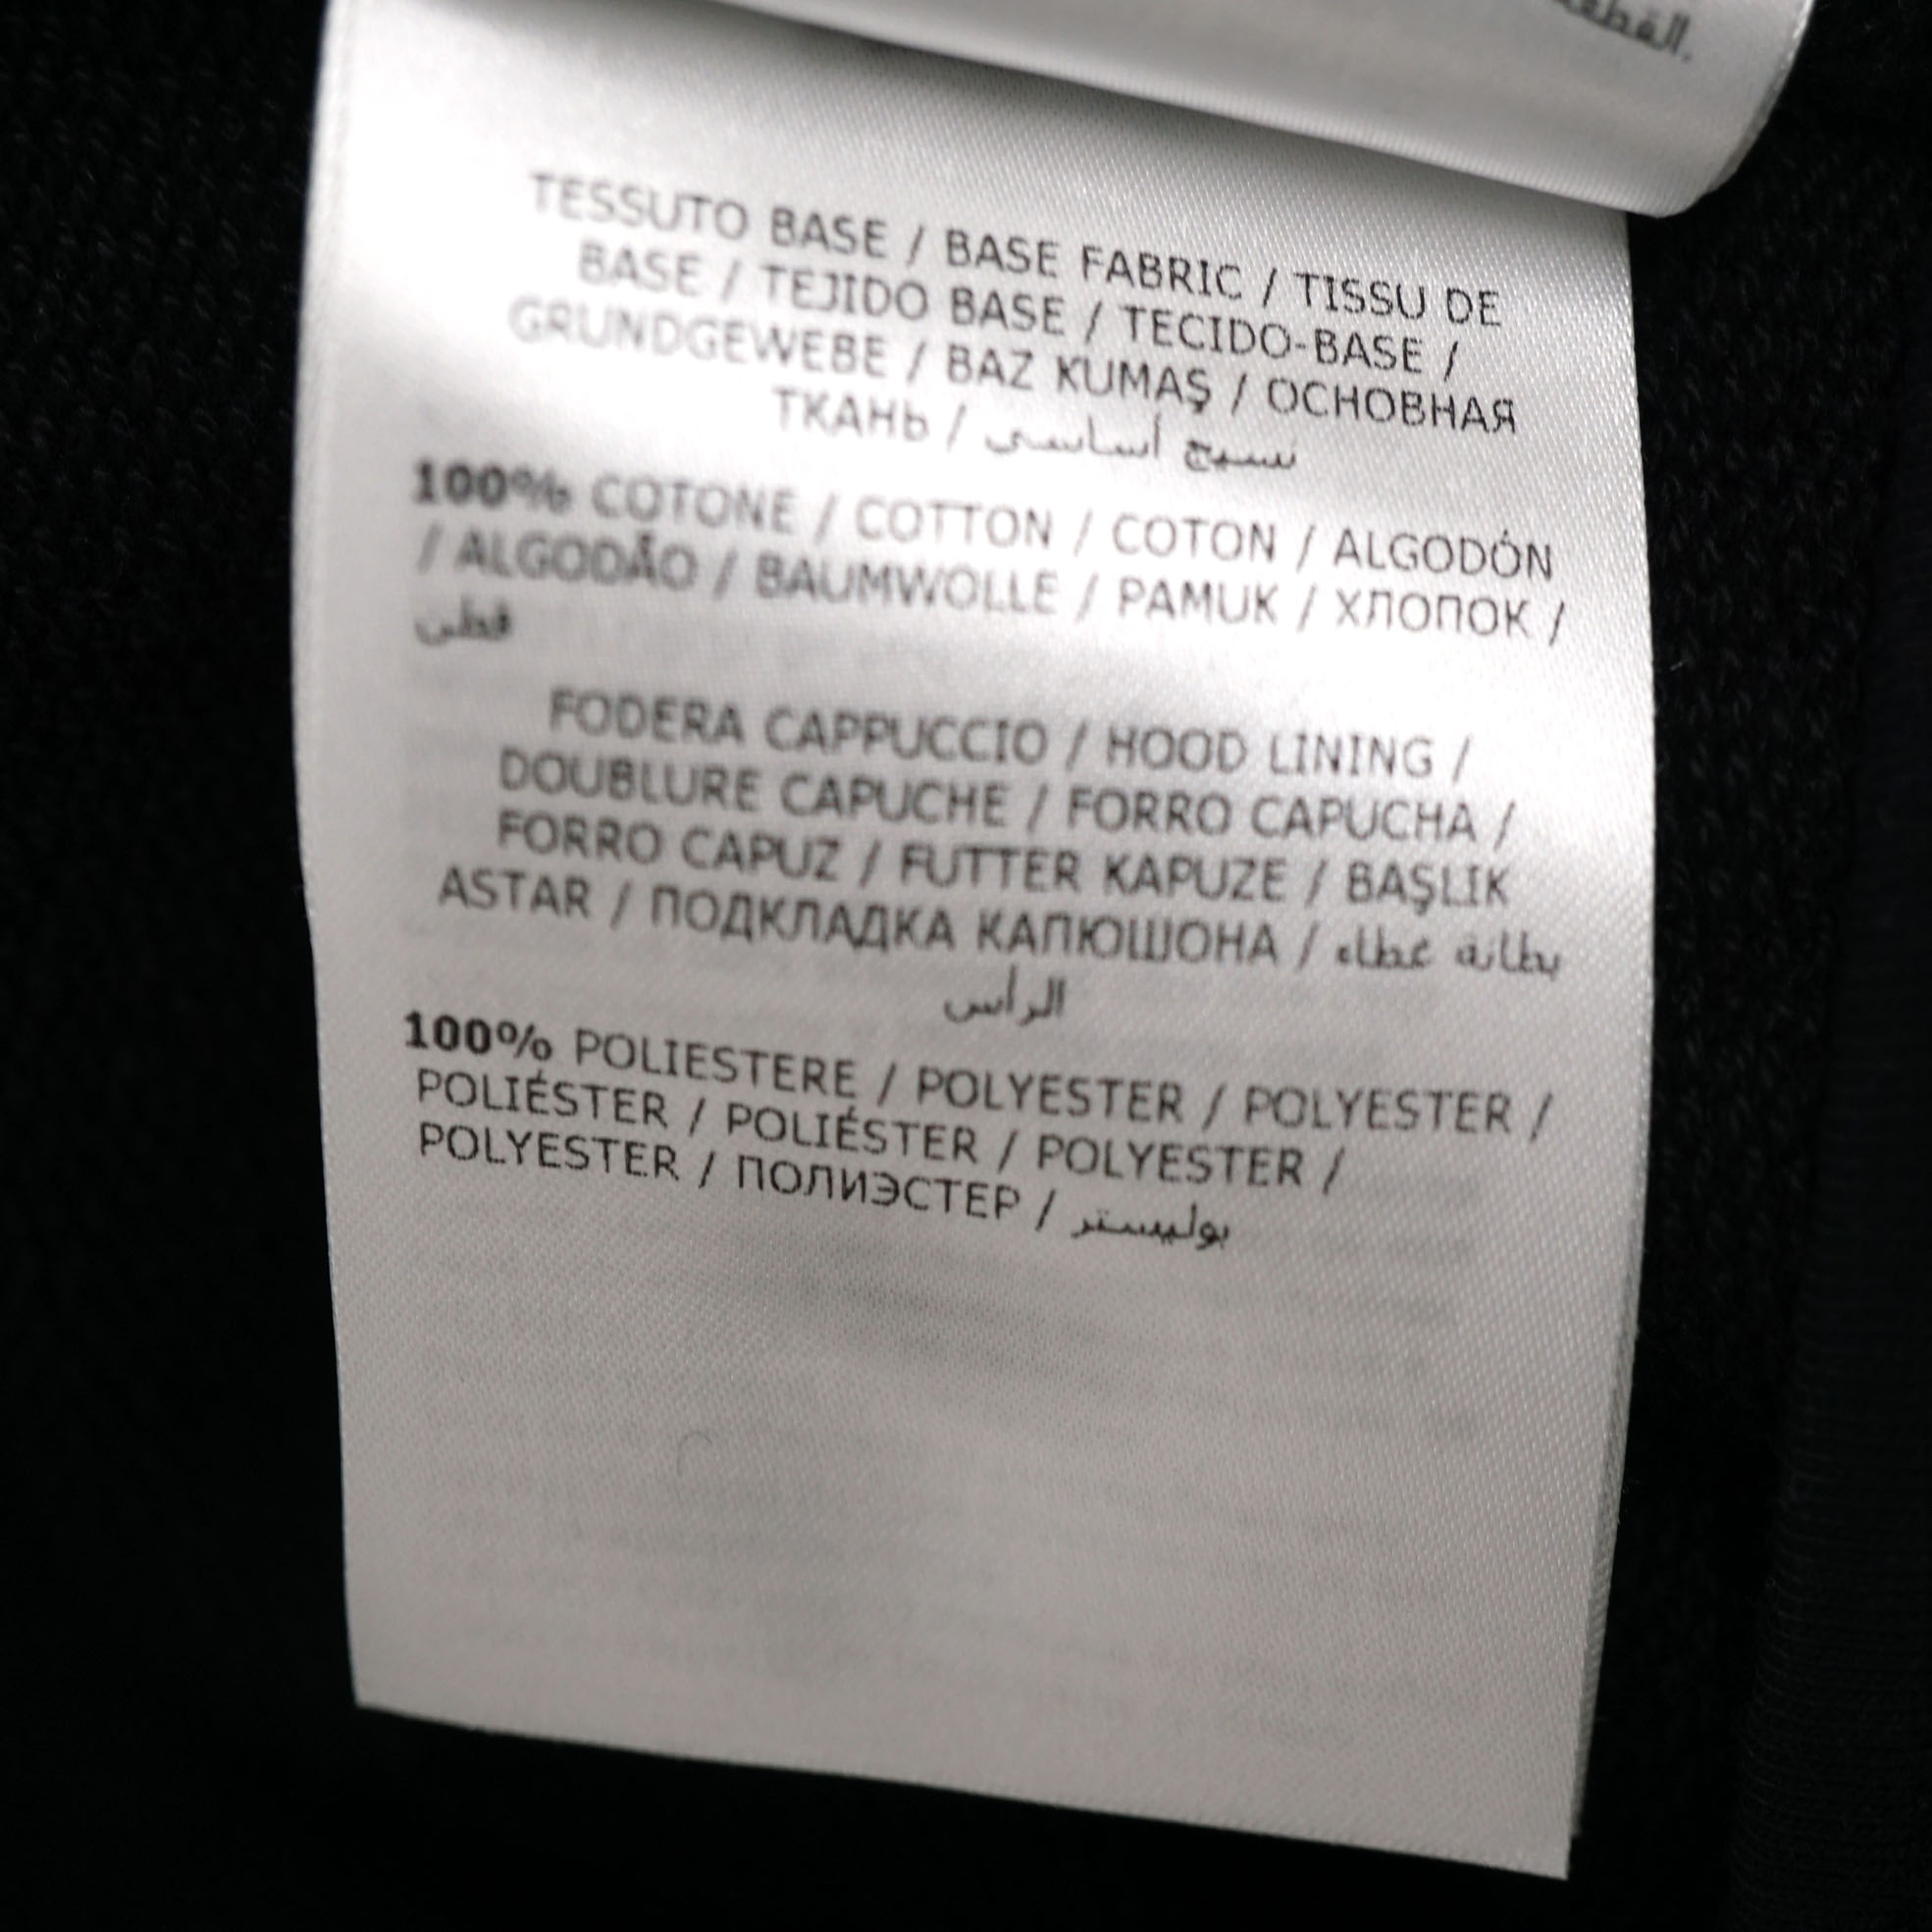 القطعة.
TESSUTO BASE / BASE FABRIC / TISSU DE
BASE / TEJIDO BASE / TECIDO-BASE /
GRUNDGEWEBE / BAZ KUMAŞ / ОСНОВНАЯ
ТКАНЬ / نسيج أساسي
100% COTONE / COTTON / COTON / ALGODÓN
/ ALGODÃO / BAUMWOLLE / PAMUK / ХЛОПОК /
قطن
FODERA CAPPUCCIO / HOOD LINING /
DOUBLURE CAPUCHE / FORRO CAPUCHA /
FORRO CAPUZ / FUTTER KAPUZE / BAŞLIK
ASTAR / ПОДКЛАДКА КАПЮШОНА / بطانة غطاء
الرأس
100% POLIESTERE / POLYESTER / POLYESTER /
POLIÉSTER / POLIÉSTER / POLYESTER /
POLYESTER / ПОЛИЭСТЕР / بوليستر